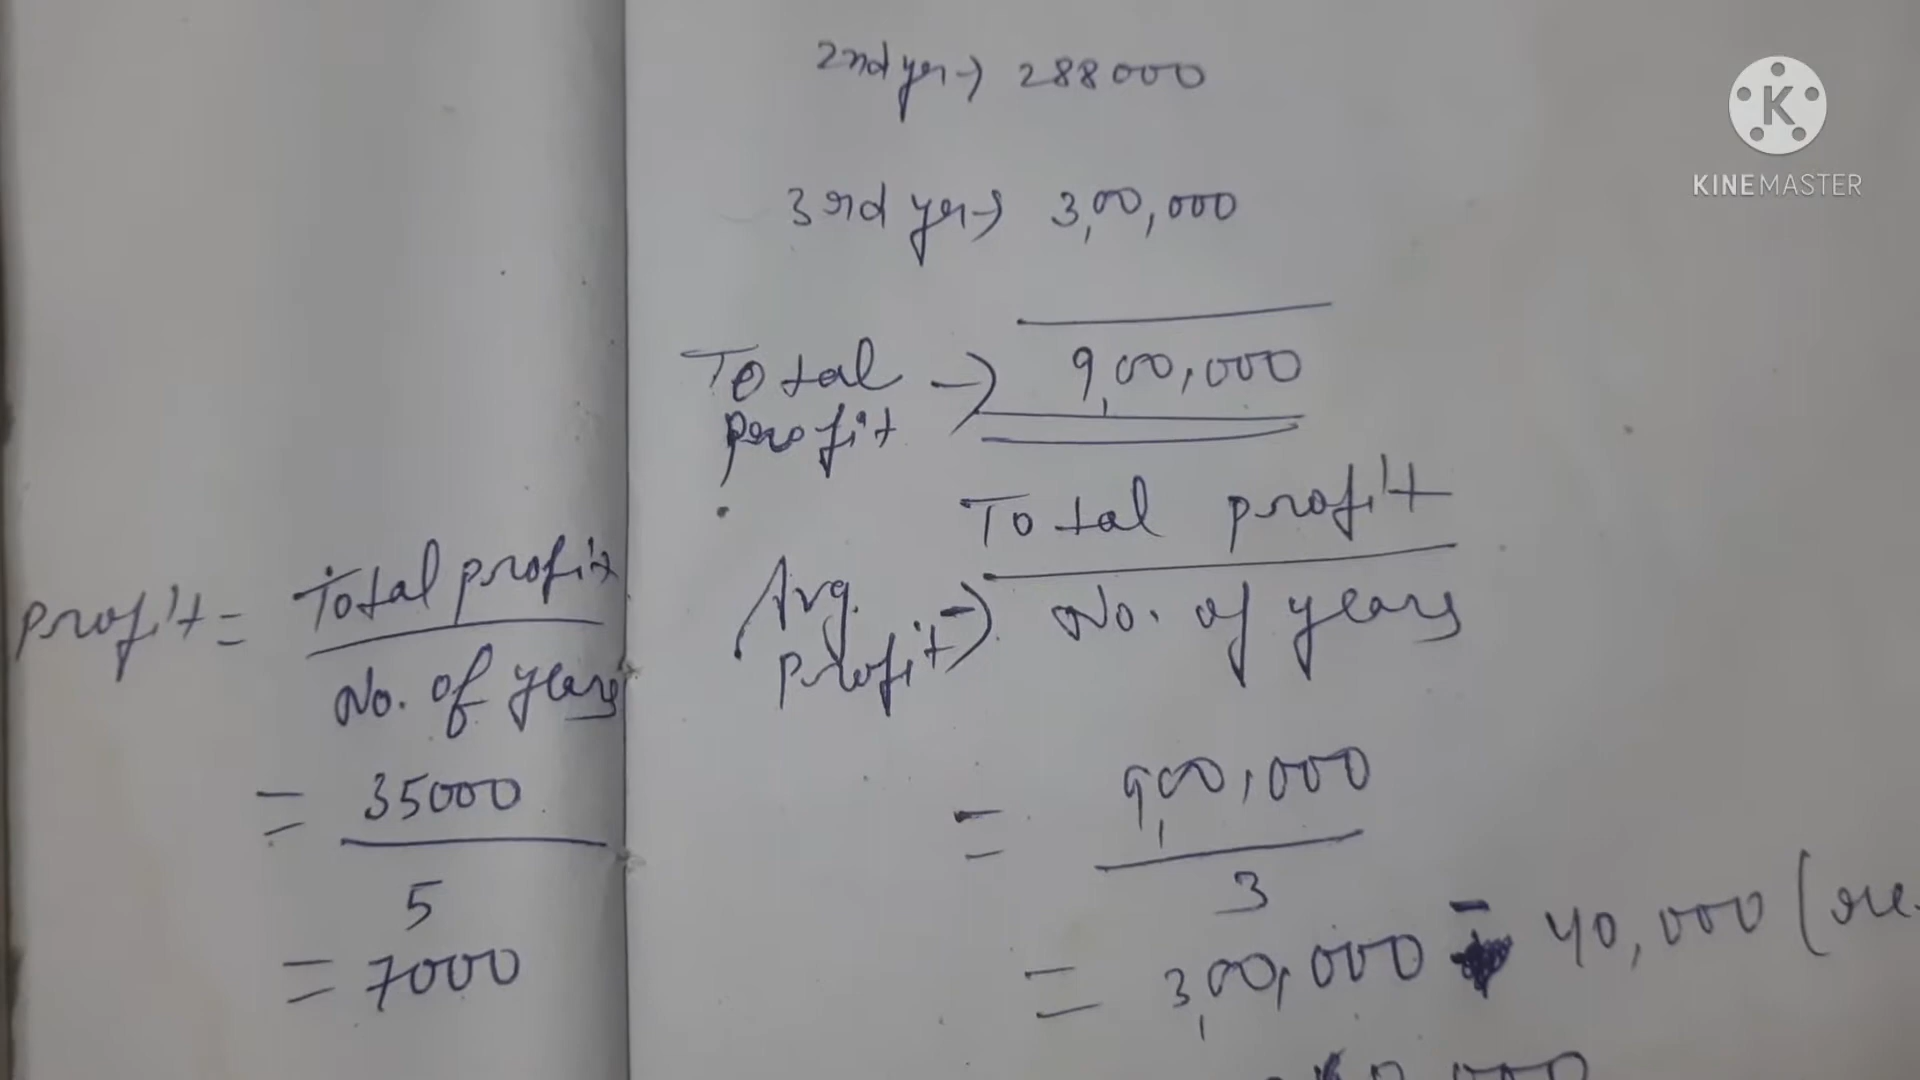 2nd yr→ 288000
3rd yr→ 3,00,000
Total profit → 9,00,000
Avg. profit → Total profit
No. of years
= 9,00,000
3
= 3,00,000 - 40,000 (
profit = Total profit
No. of years
= 35000
5
= 7000
K
KINEMASTER